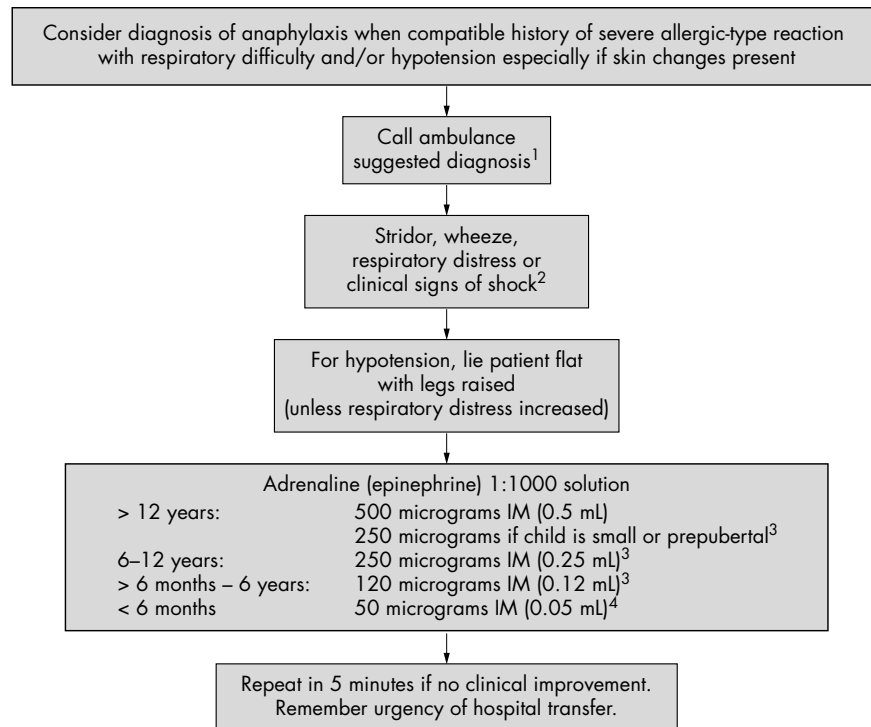 Consider diagnosis of anaphylaxis when compatible history of severe allergic-type reaction
with respiratory difficulty and/or hypotension especially if skin changes present
Call ambulance
suggested diagnosis¹
Stridor, wheeze,
respiratory distress or
clinical signs of shock²
For hypotension, lie patient flat
with legs raised
(unless respiratory distress increased)
Adrenaline (epinephrine) 1:1000 solution
> 12 years: 500 micrograms IM (0.5 mL)
250 micrograms if child is small or prepubertal³
6–12 years: 250 micrograms IM (0.25 mL)³
> 6 months – 6 years: 120 micrograms IM (0.12 mL)³
< 6 months 50 micrograms IM (0.05 mL)⁴
Repeat in 5 minutes if no clinical improvement.
Remember urgency of hospital transfer.